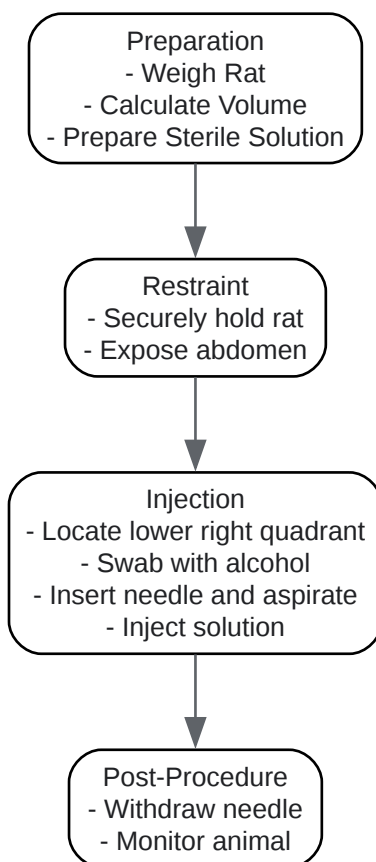 Preparation
- Weigh Rat
- Calculate Volume
- Prepare Sterile Solution
Restraint
- Securely hold rat
- Expose abdomen
Injection
- Locate lower right quadrant
- Swab with alcohol
- Insert needle and aspirate
- Inject solution
Post-Procedure
- Withdraw needle
- Monitor animal